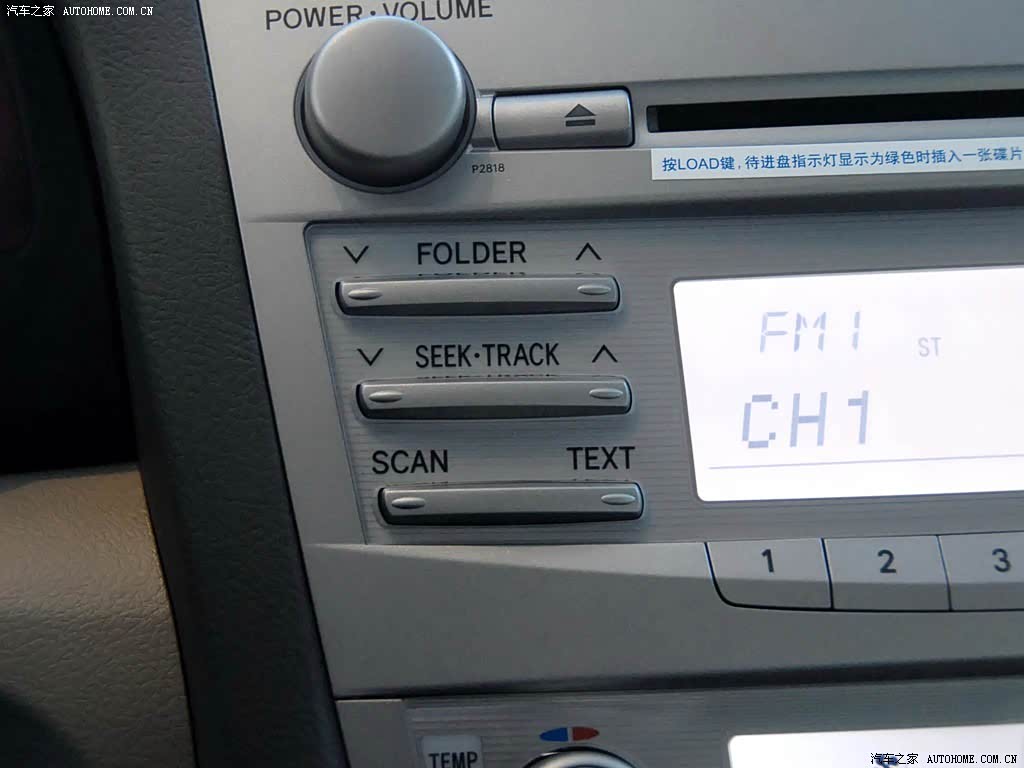 汽车之家 AUTOHOME.COM.CN
POWER・VOLUME
P2818
按LOAD键,待进盘指示灯显示为绿色时插入一张碟片
FOLDER
SEEK・TRACK
SCAN TEXT
FM1 ST
CH1
1 2 3
TEMP
汽车之家 AUTOHOME.COM.CN